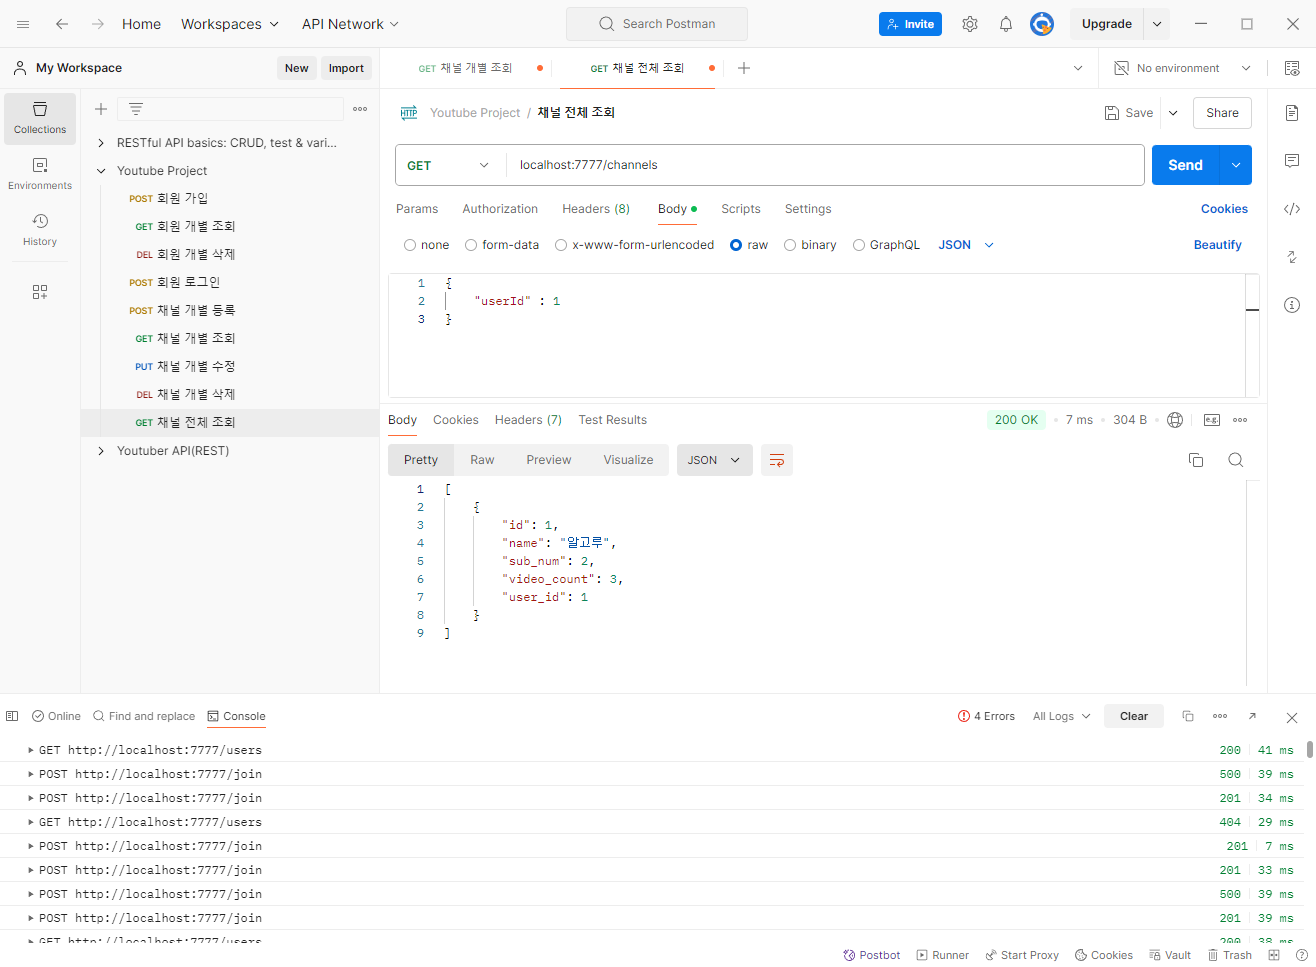 Home Workspaces API Network Search Postman Invite Upgrade
My Workspace New Import GET 채널 개별 조회 GET 채널 전체 조회 No environment
Collections
Environments
History
RESTful API basics: CRUD, test & vari...
Youtube Project
POST 회원 가입
GET 회원 개별 조회
DEL 회원 개별 삭제
POST 회원 로그인
POST 채널 개별 등록
GET 채널 개별 조회
PUT 채널 개별 수정
DEL 채널 개별 삭제
GET 채널 전체 조회
Youtuber API(REST)
HTTP Youtube Project / 채널 전체 조회 Save Share
GET localhost:7777/channels Send
Params Authorization Headers (8) Body Scripts Settings Cookies
none form-data x-www-form-urlencoded raw binary GraphQL JSON Beautify
1 {
2 "userId" : 1
3 }
Body Cookies Headers (7) Test Results 200 OK 7 ms 304 B e.g.
Pretty Raw Preview Visualize JSON
1 [
2 {
3 "id": 1,
4 "name": "알고루",
5 "sub_num": 2,
6 "video_count": 3,
7 "user_id": 1
8 }
9 ]
Online Find and replace Console 4 Errors All Logs Clear
GET http://localhost:7777/users 200 41 ms
POST http://localhost:7777/join 500 39 ms
POST http://localhost:7777/join 201 34 ms
GET http://localhost:7777/users 404 29 ms
POST http://localhost:7777/join 201 7 ms
POST http://localhost:7777/join 201 33 ms
POST http://localhost:7777/join 500 39 ms
POST http://localhost:7777/join 201 39 ms
GET http://localhost:7777/users 200 38 ms
Postbot Runner Start Proxy Cookies Vault Trash